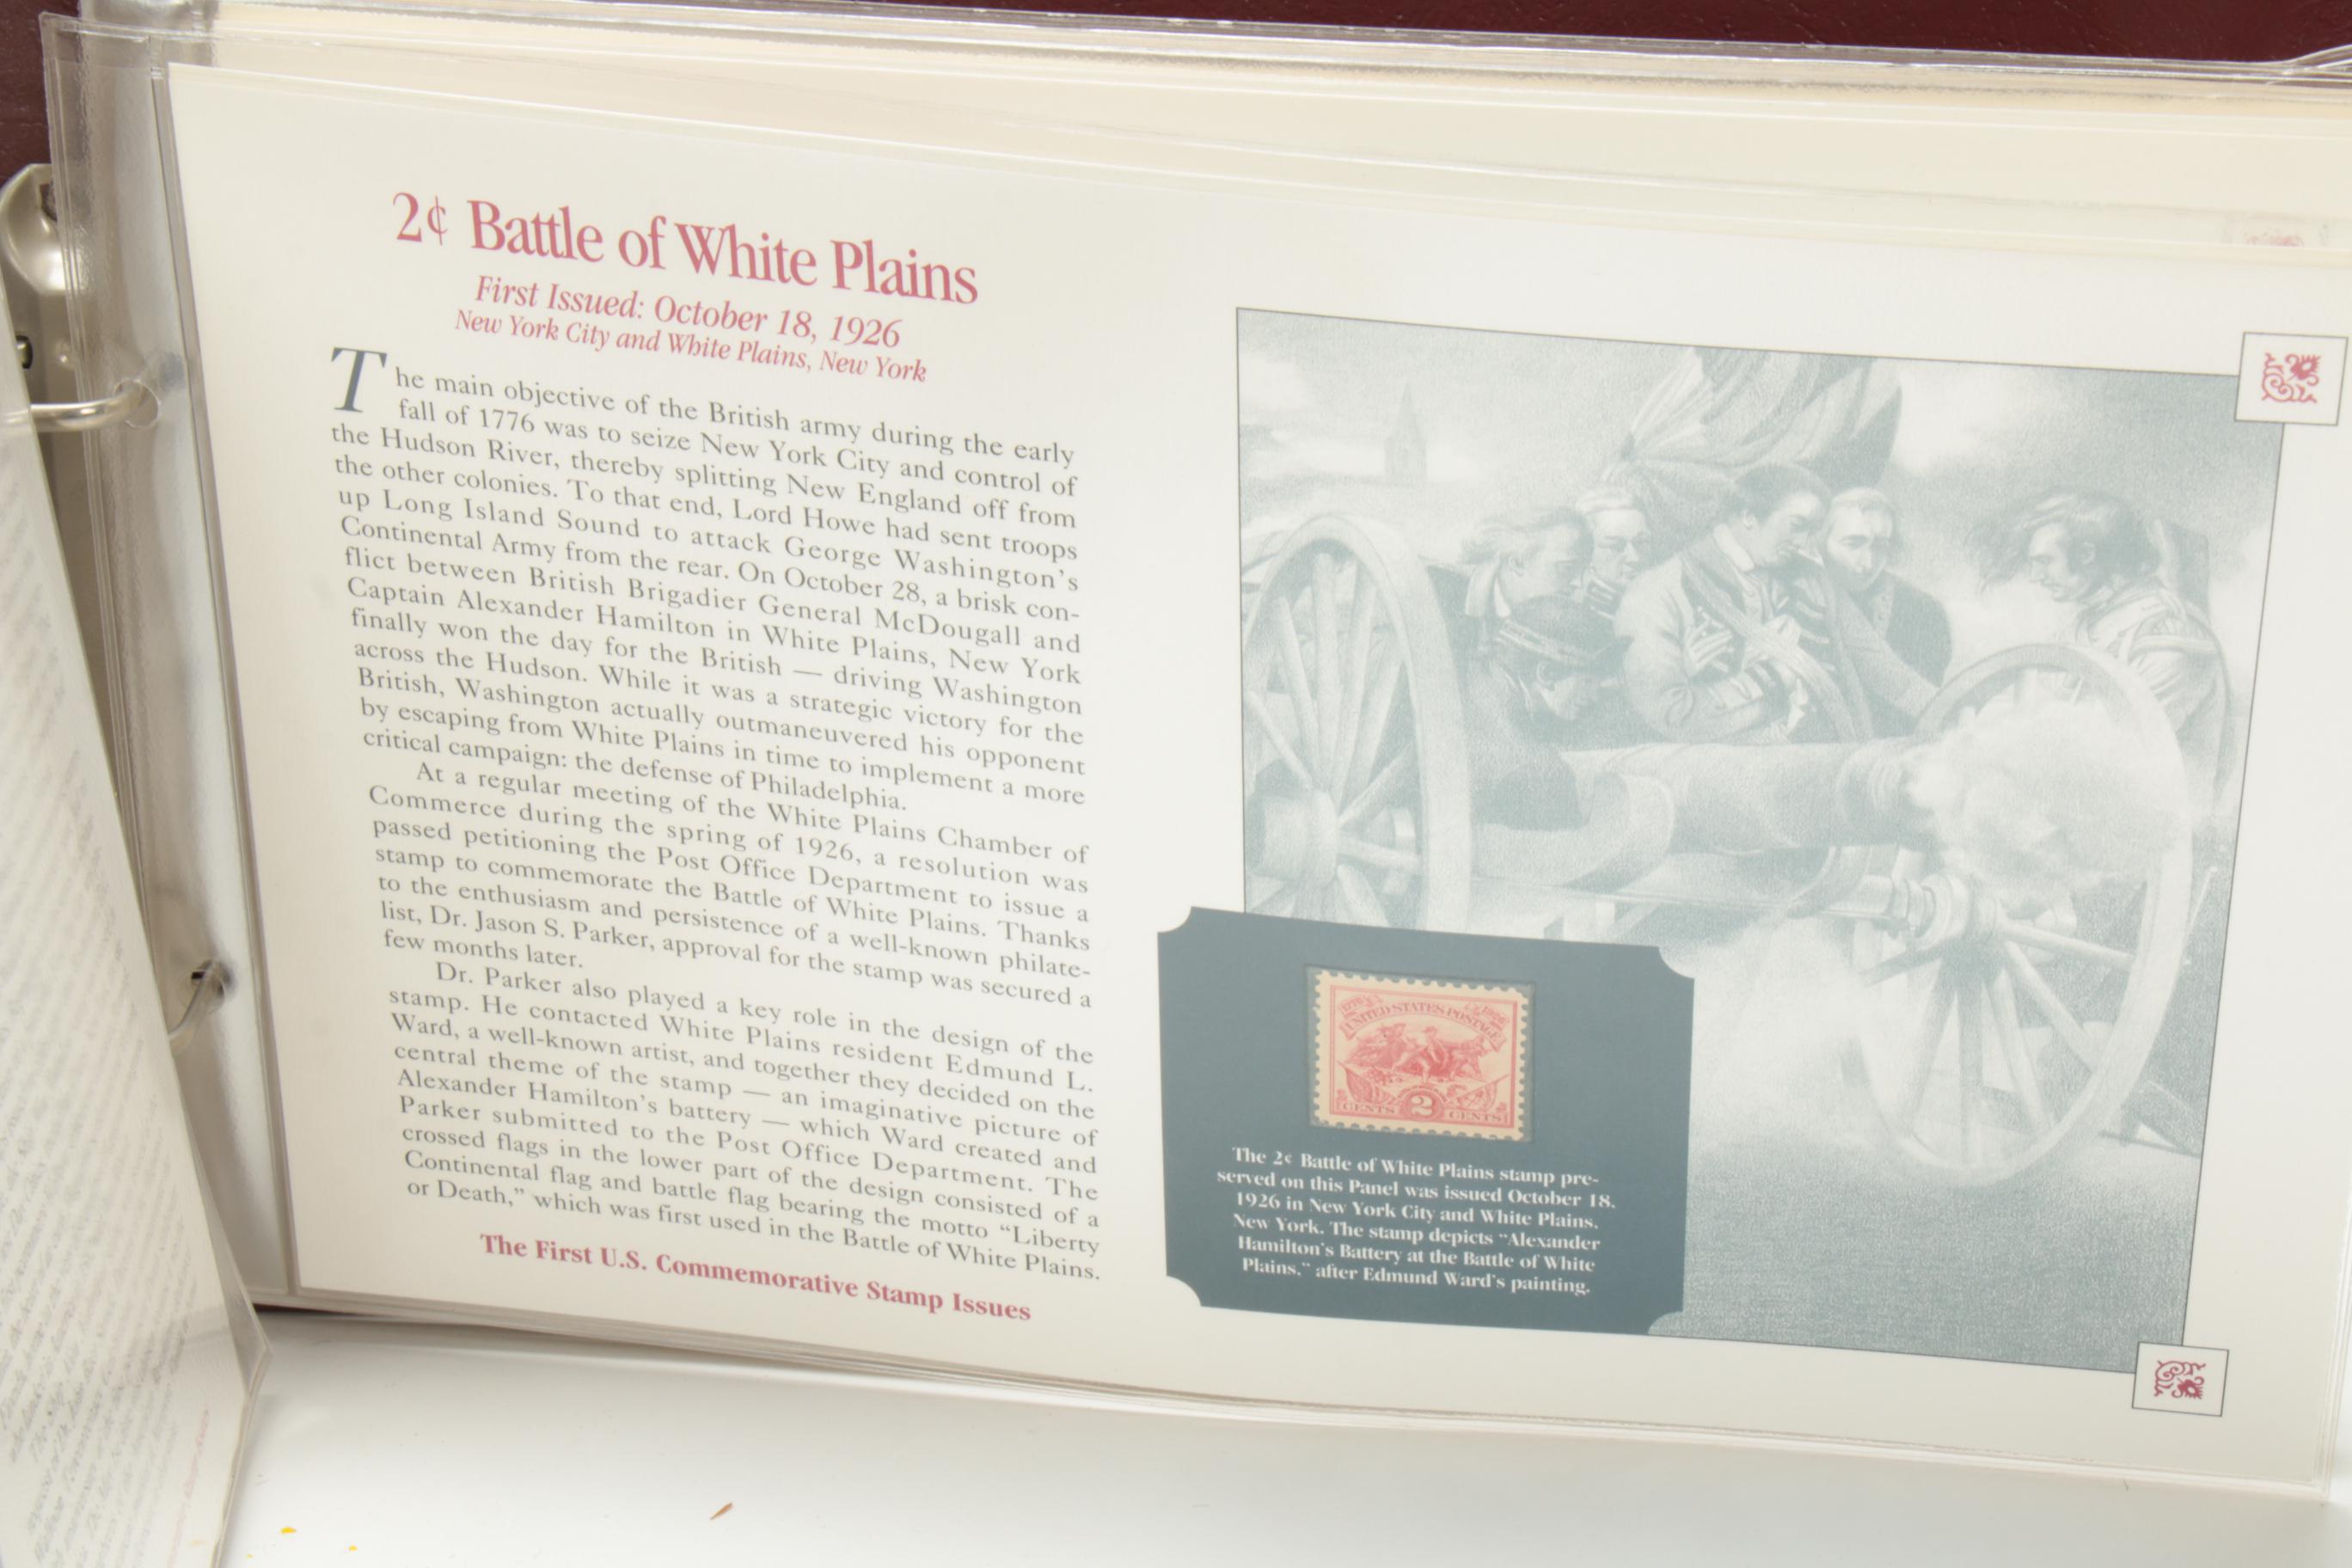 2¢ Battle of White Plains
First Issued: October 18, 1926
New York City and White Plains, New York
The main objective of the British army during the early
fall of 1776 was to seize New York City and control of
the Hudson River, thereby splitting New England off from
the other colonies. To that end, Lord Howe had sent troops
up Long Island Sound to attack George Washington's
Continental Army from the rear. On October 28, a brisk con-
flict between British Brigadier General McDougall and
Captain Alexander Hamilton in White Plains, New York
finally won the day for the British — driving Washington
across the Hudson. While it was a strategic victory for the
British, Washington actually outmaneuvered his opponent
by escaping from White Plains in time to implement a more
critical campaign: the defense of Philadelphia.
At a regular meeting of the White Plains Chamber of
Commerce during the spring of 1926, a resolution was
passed petitioning the Post Office Department to issue a
stamp to commemorate the Battle of White Plains. Thanks
to the enthusiasm and persistence of a well-known philate-
list, Dr. Jason S. Parker, approval for the stamp was secured a
few months later.
Dr. Parker also played a key role in the design of the
stamp. He contacted White Plains resident Edmund L.
Ward, a well-known artist, and together they decided on the
central theme of the stamp — an imaginative picture of
Alexander Hamilton's battery — which Ward created and
Parker submitted to the Post Office Department. The
crossed flags in the lower part of the design consisted of a
Continental flag and battle flag bearing the motto "Liberty
or Death," which was first used in the Battle of White Plains.
The First U.S. Commemorative Stamp Issues
1776 1926
UNITED STATES POSTAGE
CENTS 2 CENTS
The 2¢ Battle of White Plains stamp pre-
served on this Panel was issued October 18,
1926 in New York City and White Plains,
New York. The stamp depicts "Alexander
Hamilton's Battery at the Battle of White
Plains," after Edmund Ward's painting.